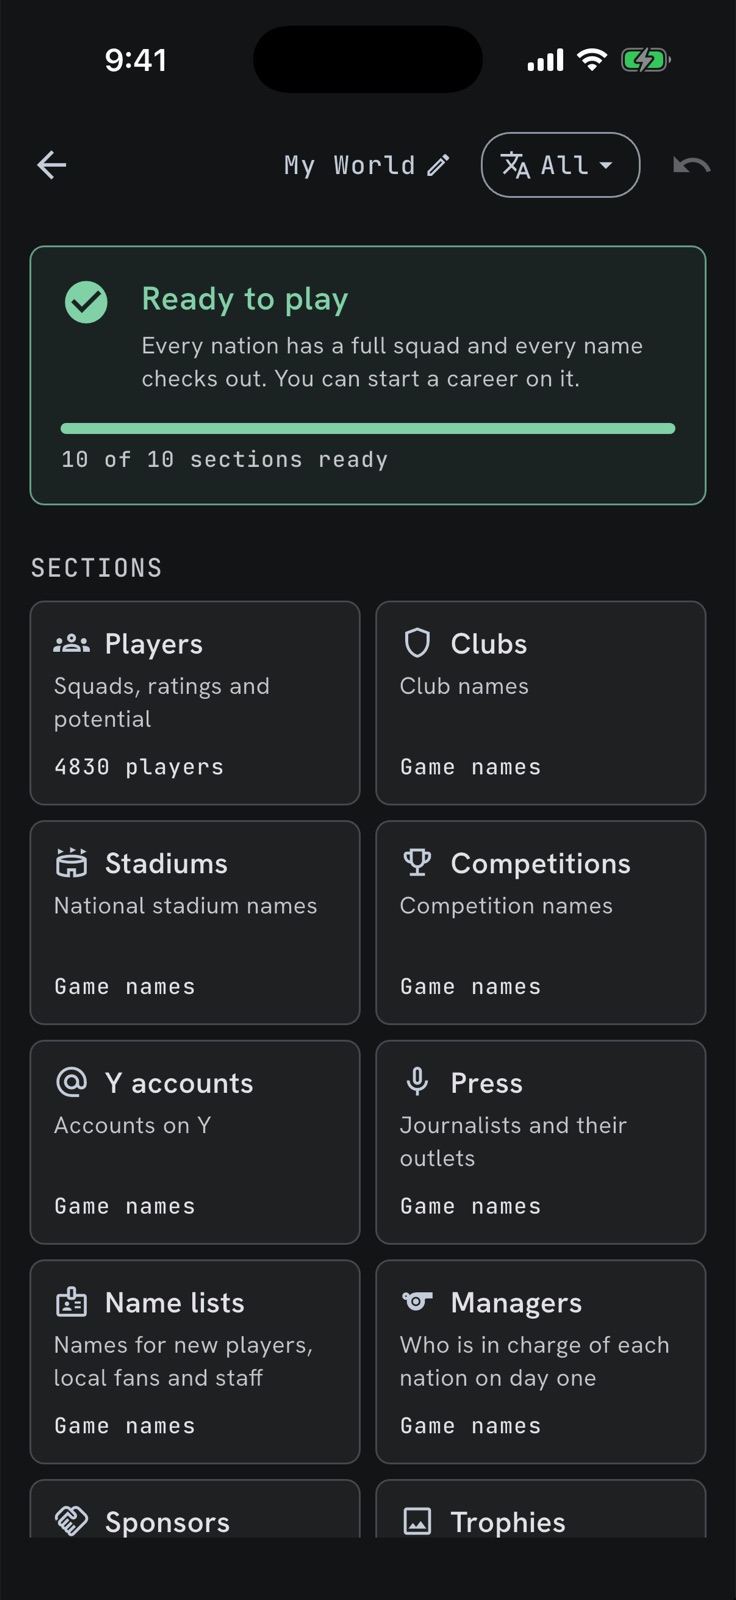 9:41
My World
All
Ready to play
Every nation has a full squad and every name
checks out. You can start a career on it.
10 of 10 sections ready
SECTIONS
Players
Squads, ratings and
potential
4830 players
Clubs
Club names
Game names
Stadiums
National stadium names
Game names
Competitions
Competition names
Game names
Y accounts
Accounts on Y
Game names
Press
Journalists and their
outlets
Game names
Name lists
Names for new players,
local fans and staff
Game names
Managers
Who is in charge of each
nation on day one
Game names
Sponsors
Trophies